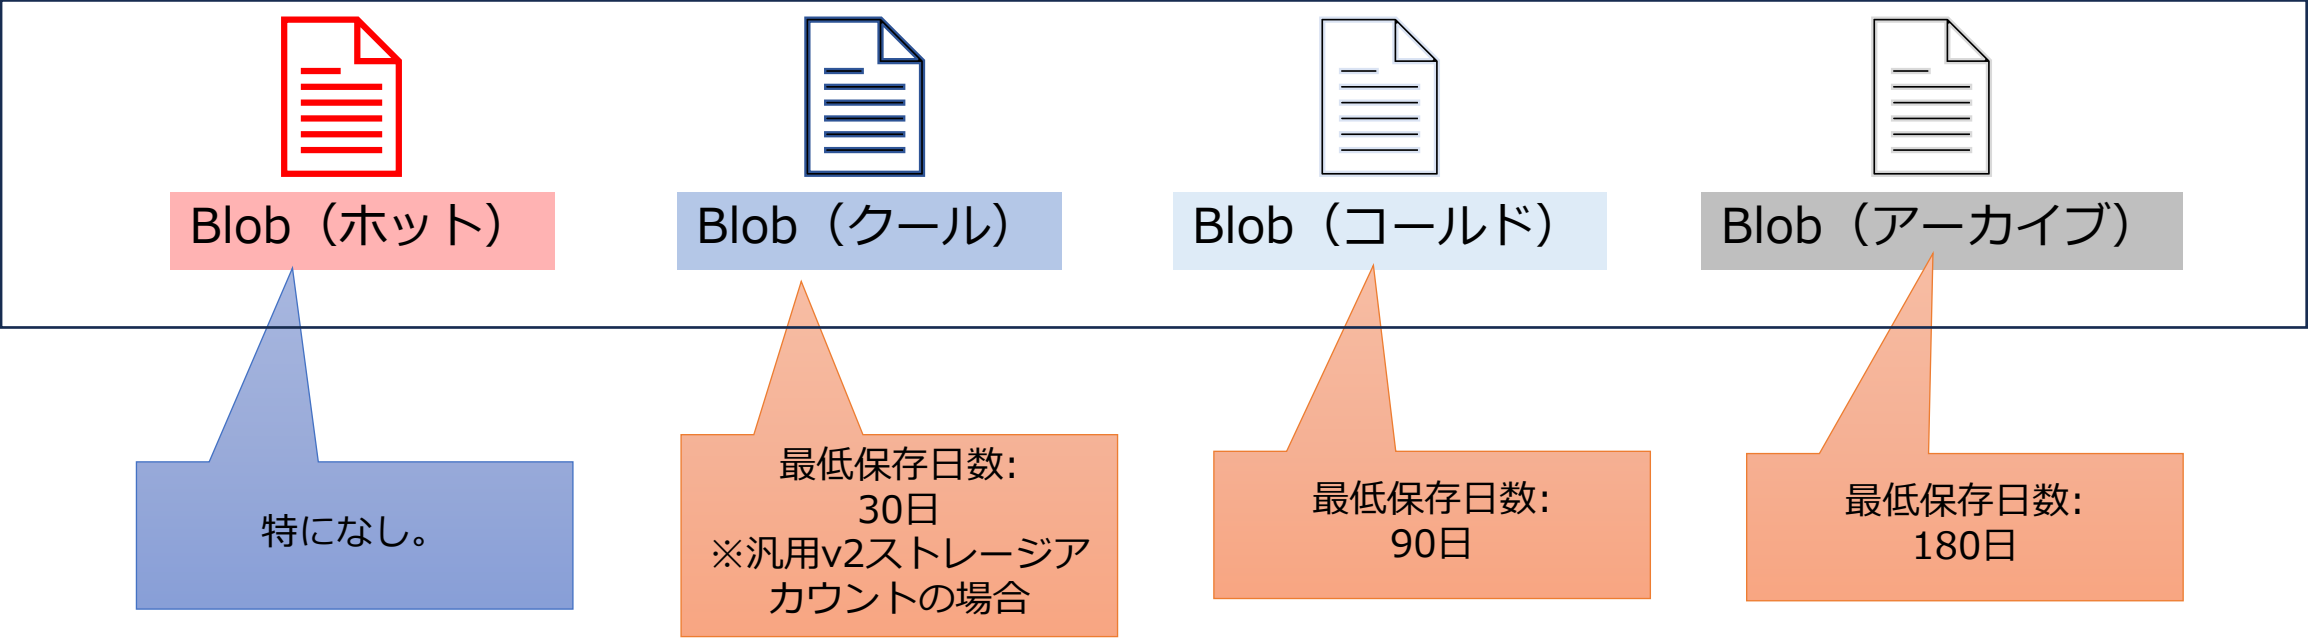 Blob（ホット）
Blob（クール）
Blob（コールド）
Blob（アーカイブ）
特になし。
最低保存日数:
30日
※汎用v2ストレージア
カウントの場合
最低保存日数:
90日
最低保存日数:
180日